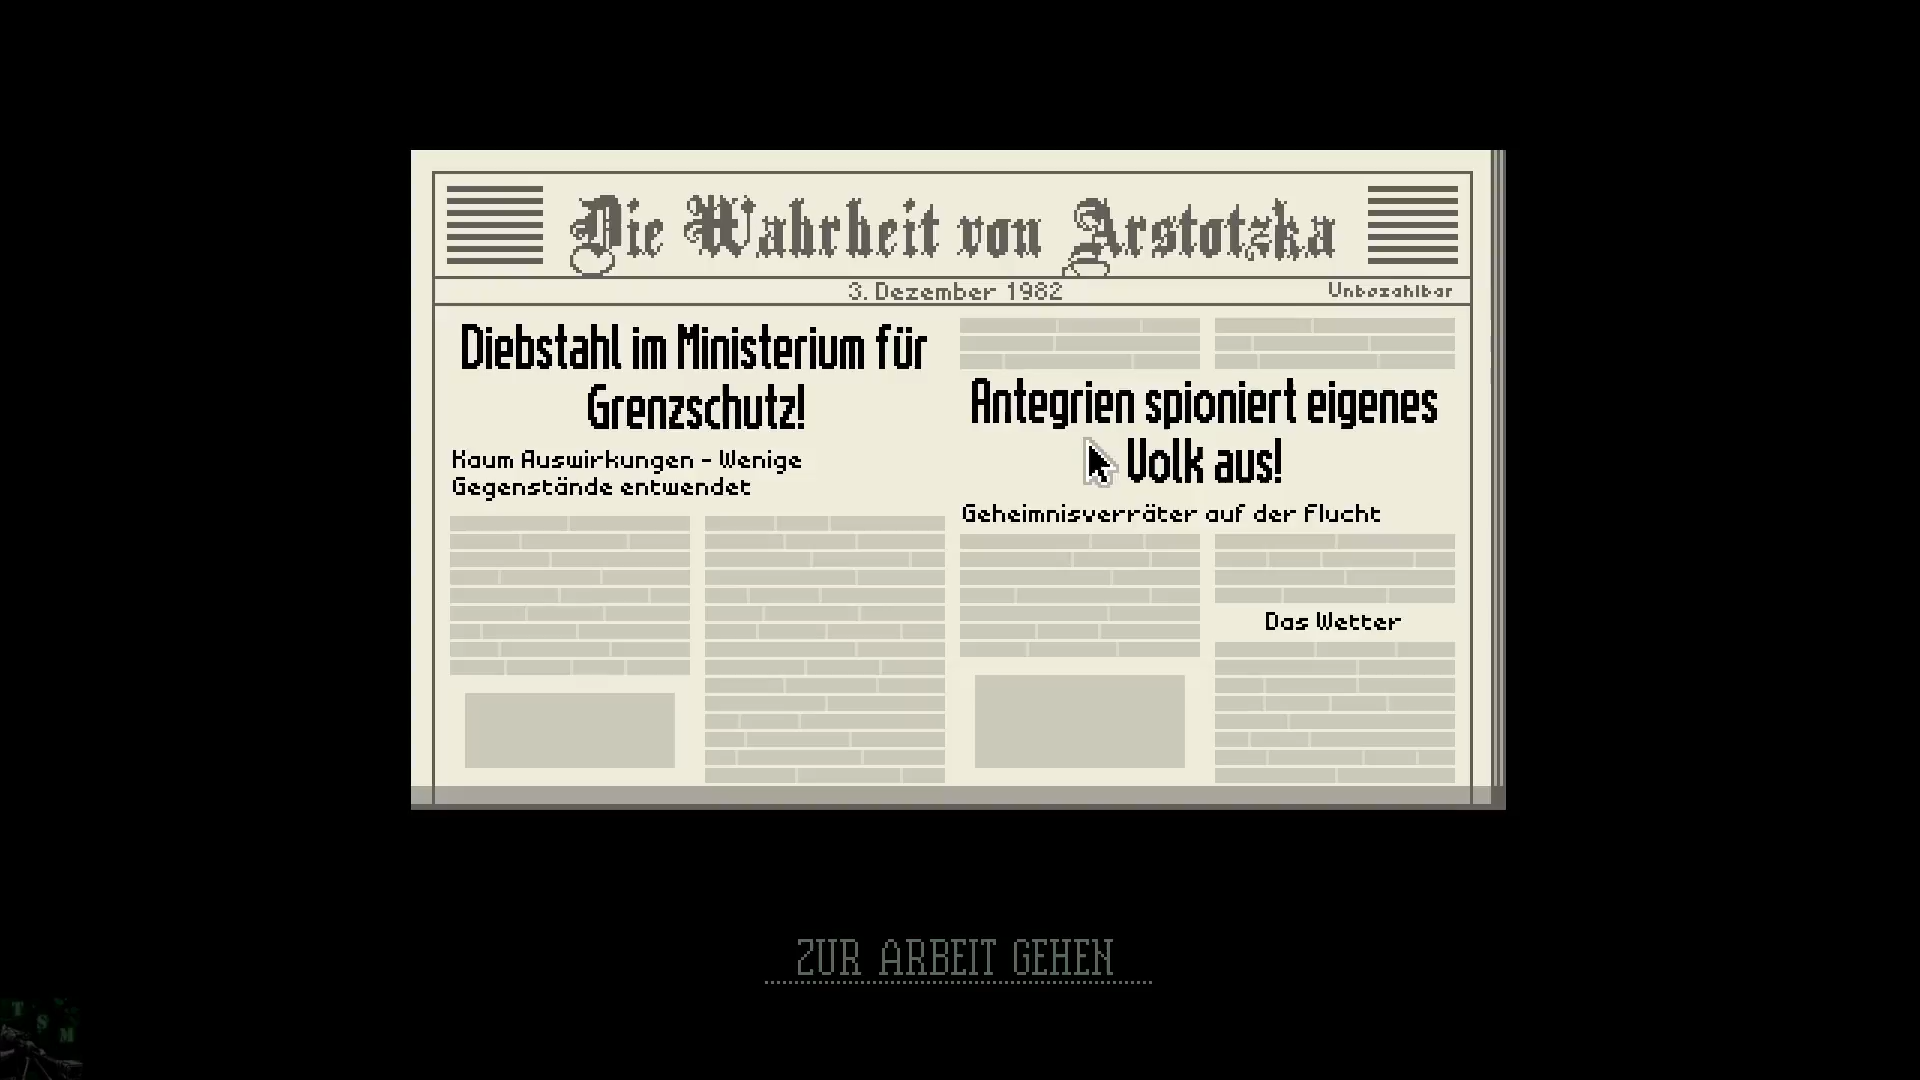 Die Wahrheit von Arstotzka
3. Dezember 1982
Unbezahlbar
Diebstahl im Ministerium für
Grenzschutz!
Kaum Auswirkungen - Wenige
Gegenstände entwendet
Antegrien spioniert eigenes
Volk aus!
Geheimnisverräter auf der Flucht
Das Wetter
ZUR ARBEIT GEHEN
T
S
M